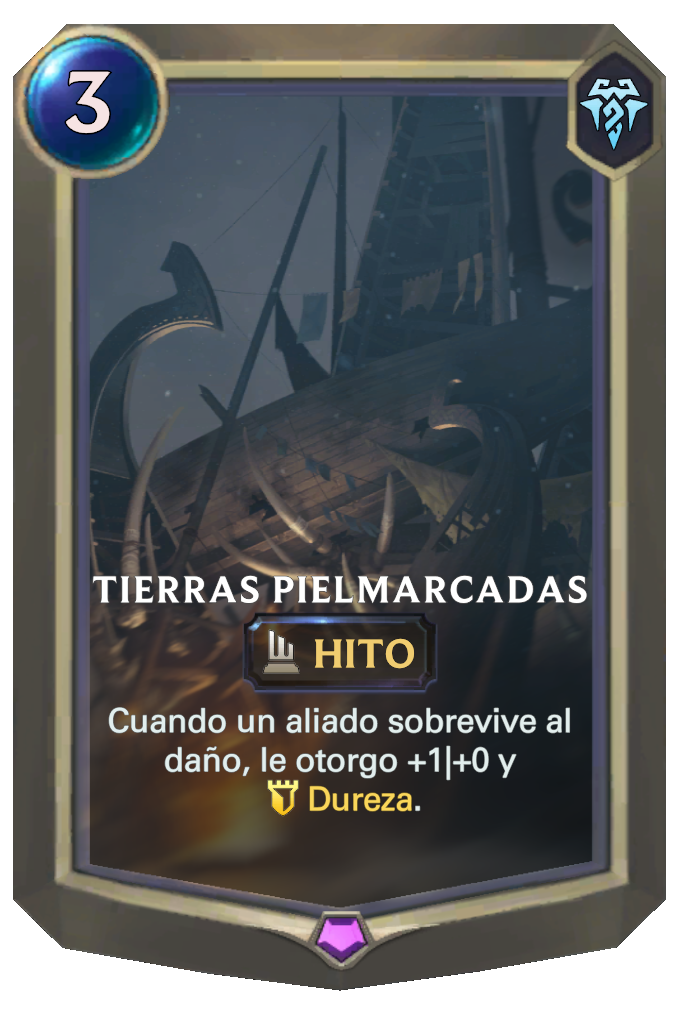 3
TIERRAS PIELMARCADAS
HITO
Cuando un aliado sobrevive al
daño, le otorgo +1|+0 y
Dureza.